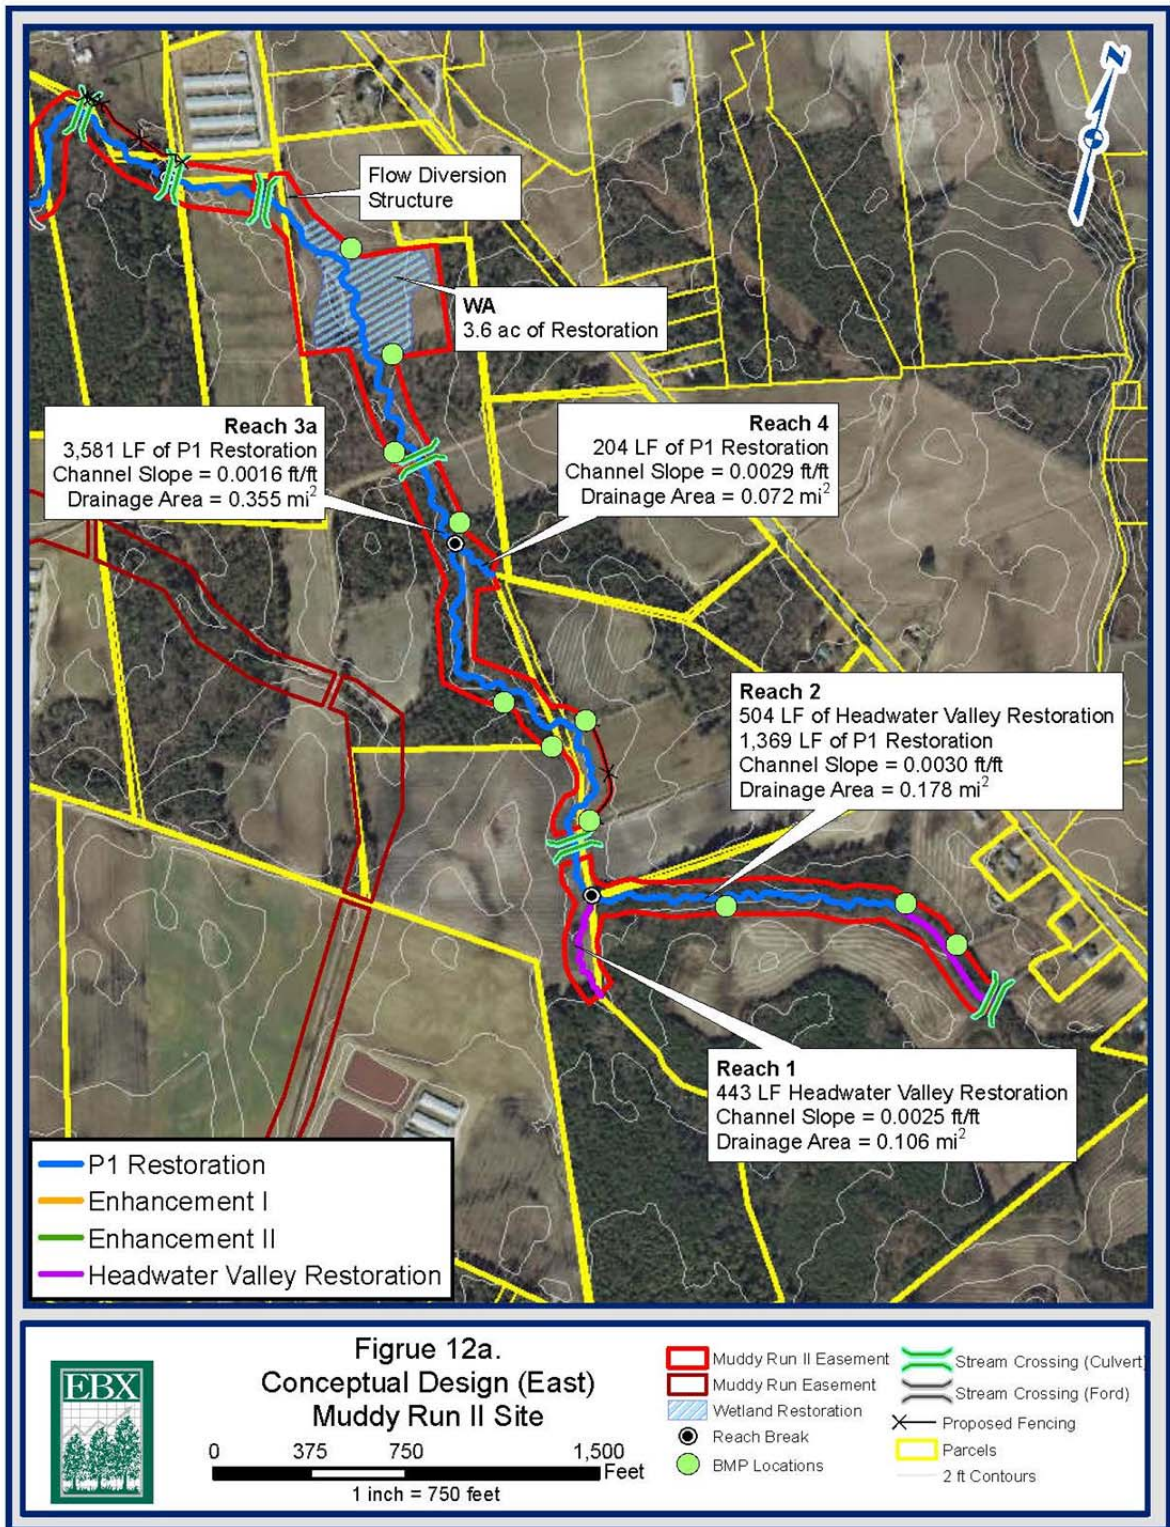 N
Flow Diversion
Structure
WA
3.6 ac of Restoration
Reach 3a
3,581 LF of P1 Restoration
Channel Slope = 0.0016 ft/ft
Drainage Area = 0.355 mi²
Reach 4
204 LF of P1 Restoration
Channel Slope = 0.0029 ft/ft
Drainage Area = 0.072 mi²
Reach 2
504 LF of Headwater Valley Restoration
1,369 LF of P1 Restoration
Channel Slope = 0.0030 ft/ft
Drainage Area = 0.178 mi²
Reach 1
443 LF Headwater Valley Restoration
Channel Slope = 0.0025 ft/ft
Drainage Area = 0.106 mi²
P1 Restoration
Enhancement I
Enhancement II
Headwater Valley Restoration
EBX
Figrue 12a.
Conceptual Design (East)
Muddy Run II Site
0 375 750 1,500
Feet
1 inch = 750 feet
Muddy Run II Easement
Muddy Run Easement
Wetland Restoration
Reach Break
BMP Locations
Stream Crossing (Culvert)
Stream Crossing (Ford)
Proposed Fencing
Parcels
2 ft Contours